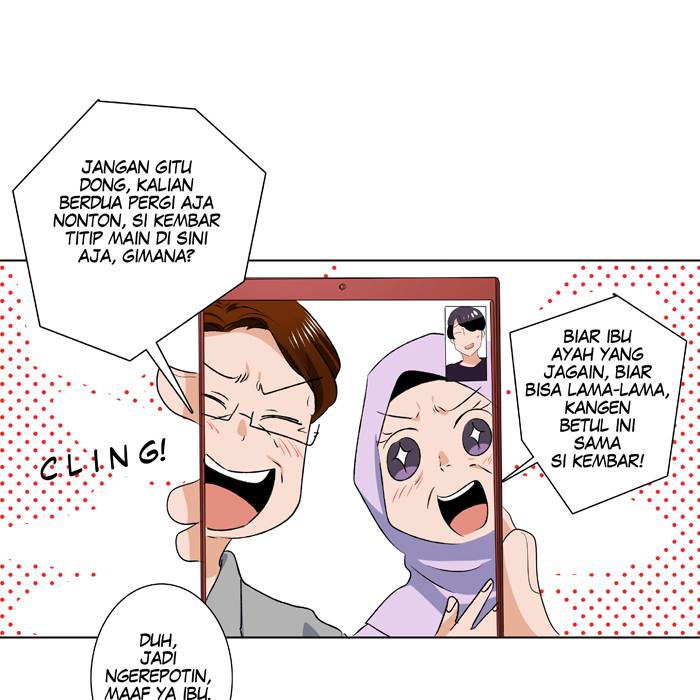 JANGAN GITU
DONG, KALIAN
BERDUA PERGI AJA
NONTON, SI KEMBAR
TITIP MAIN DI SINI
AJA, GIMANA?
BIAR IBU
AYAH YANG
JAGAIN, BIAR
BISA LAMA-LAMA,
KANGEN
BETUL INI
SAMA
SI KEMBAR!
CLING!
DUH,
JADI
NGEREPOTIN,
MAAF YA IBU,